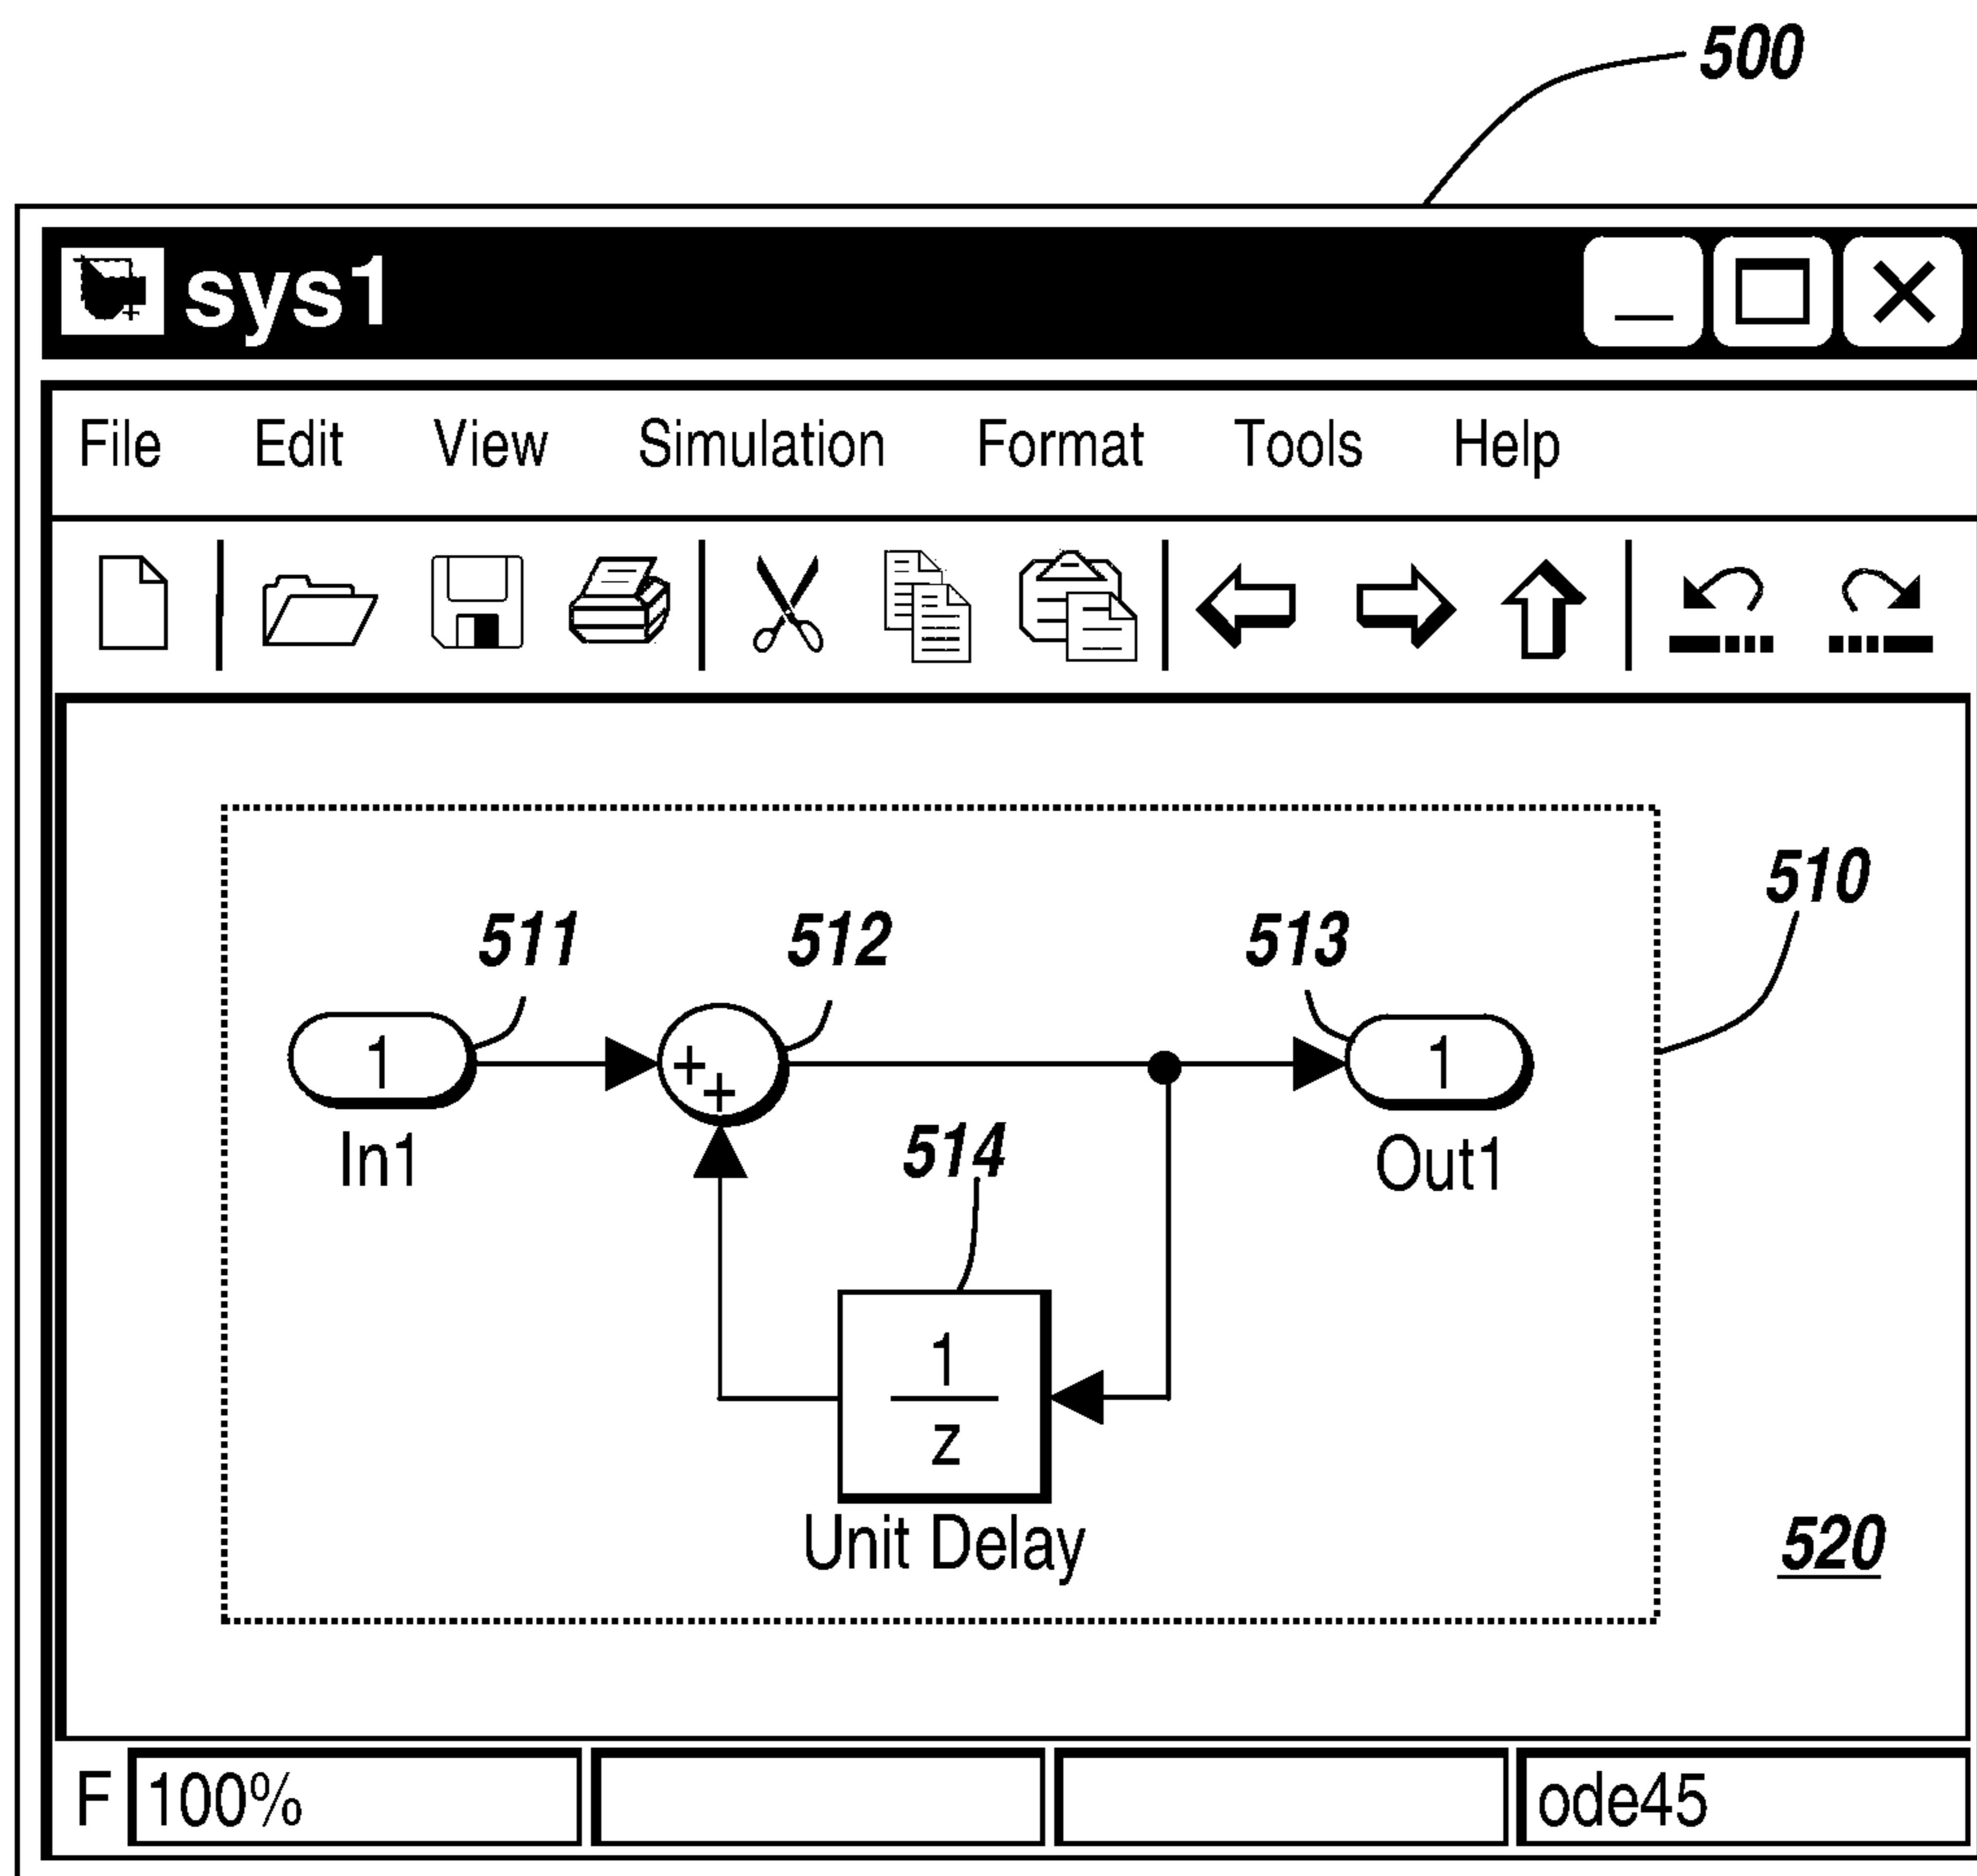 500
sys1
File Edit View Simulation Format Tools Help
510
511 512 513
1 + + 1
In1 514 Out1
1
z
Unit Delay
520
F 100% ode45